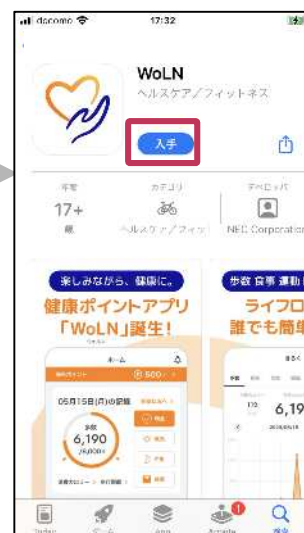 docomo 17:32
WoLN
ヘルスケア／フィットネス
入手
年齢 カテゴリ デベロッパ
17+
歳 ヘルスケア／フィッ NEC Corporation
楽しみながら、健康に。
健康ポイントアプリ
「WoLN」誕生！
歩数 食事 運動
ライフロ
誰でも簡単
ホーム
500
05月15日(月)の記録
歩数
6,190
/6,000
6,19
Today ゲーム App Arcade 検索